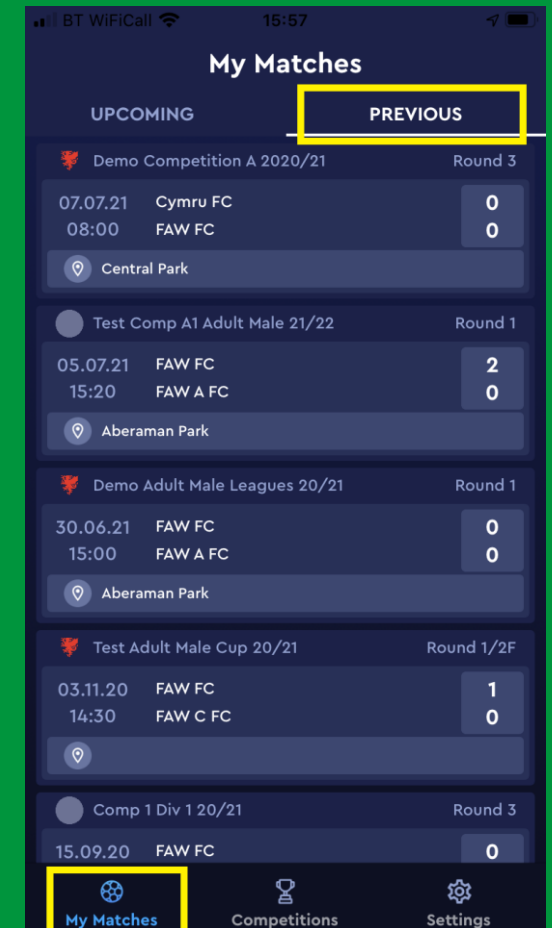 BT WiFiCall 15:57
My Matches
UPCOMING PREVIOUS
Demo Competition A 2020/21 Round 3
07.07.21 Cymru FC 0
08:00 FAW FC 0
Central Park
Test Comp A1 Adult Male 21/22 Round 1
05.07.21 FAW FC 2
15:20 FAW A FC 0
Aberaman Park
Demo Adult Male Leagues 20/21 Round 1
30.06.21 FAW FC 0
15:00 FAW A FC 0
Aberaman Park
Test Adult Male Cup 20/21 Round 1/2F
03.11.20 FAW FC 1
14:30 FAW C FC 0
Comp 1 Div 1 20/21 Round 3
15.09.20 FAW FC 0
My Matches Competitions Settings